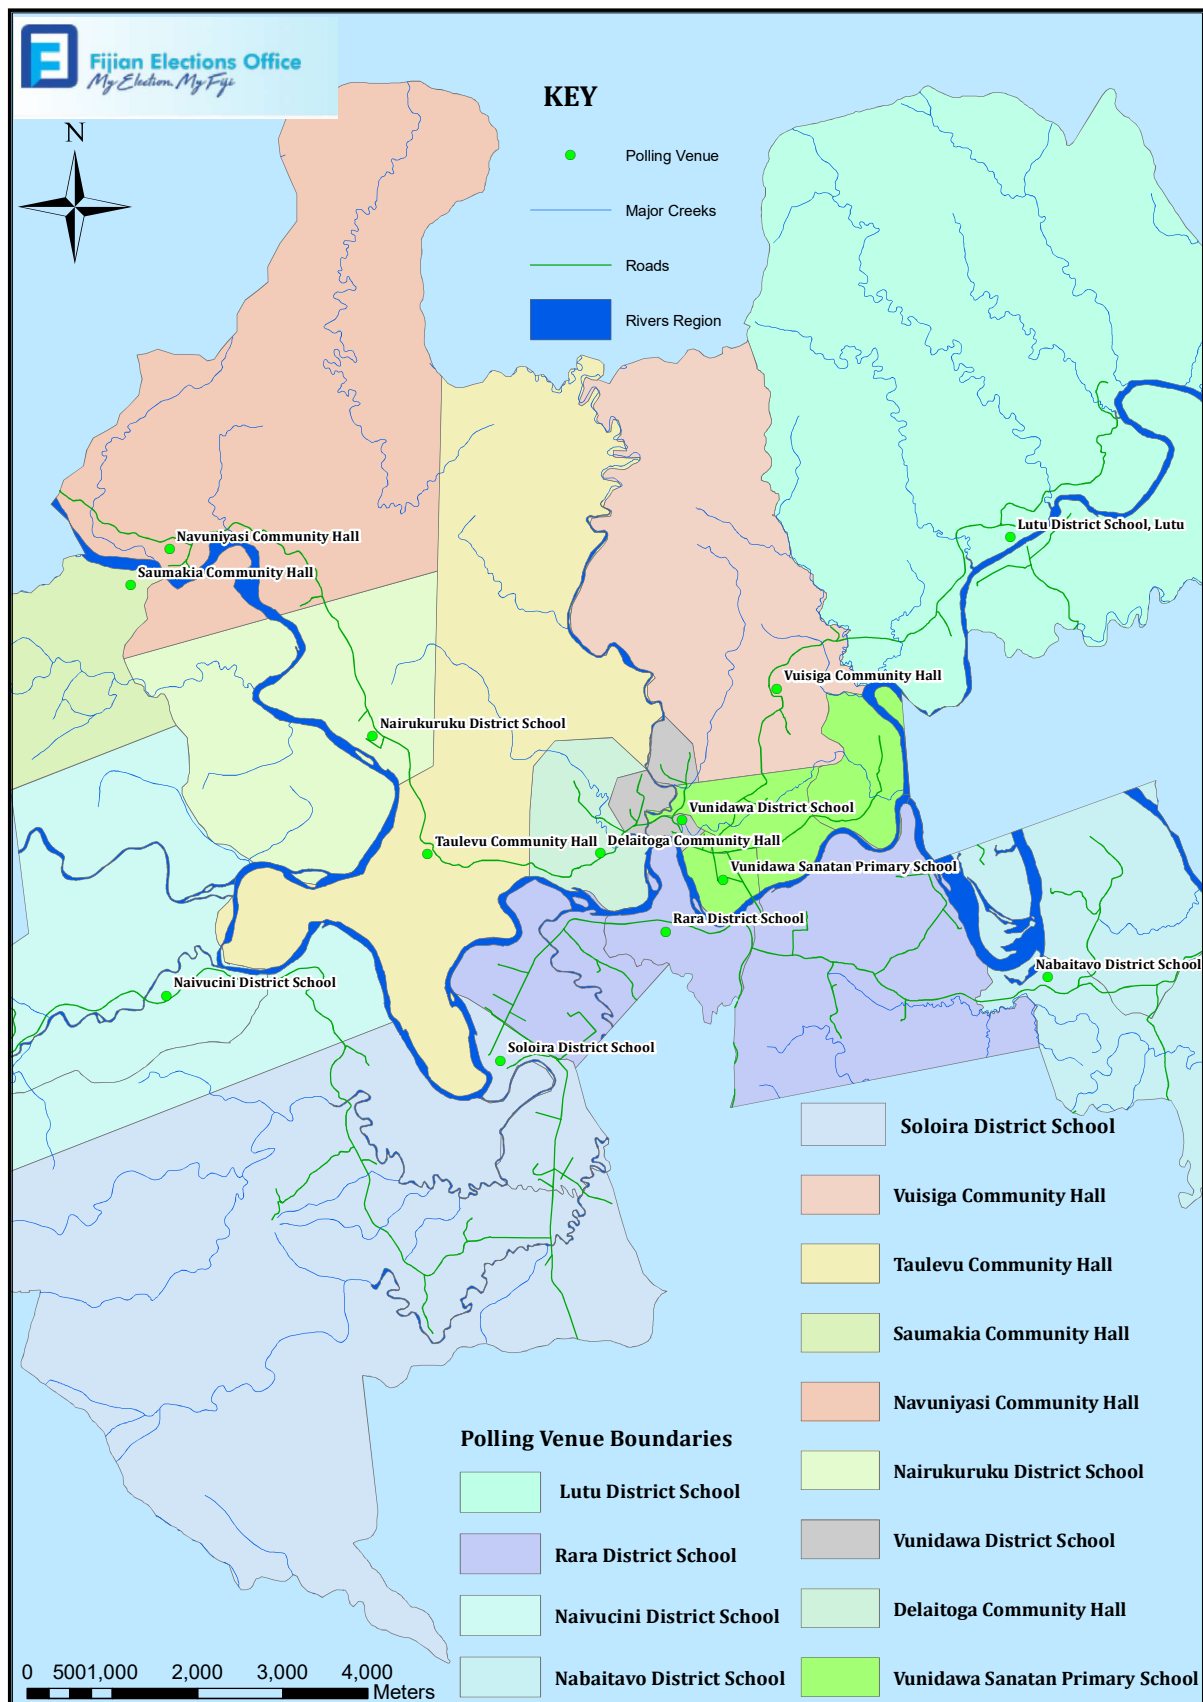 Fijian Elections Office
My Election, My Fiji
N
KEY
Polling Venue
Major Creeks
Roads
Rivers Region
Navuniyasi Community Hall
Saumakia Community Hall
Lutu District School, Lutu
Vuisiga Community Hall
Nairukuruku District School
Vunidawa District School
Taulevu Community Hall
Delaitoga Community Hall
Vunidawa Sanatan Primary School
Rara District School
Nabaitavo District School
Naivucini District School
Soloira District School
Soloira District School
Vuisiga Community Hall
Taulevu Community Hall
Saumakia Community Hall
Navuniyasi Community Hall
Nairukuruku District School
Vunidawa District School
Delaitoga Community Hall
Vunidawa Sanatan Primary School
Polling Venue Boundaries
Lutu District School
Rara District School
Naivucini District School
Nabaitavo District School
0 500 1,000 2,000 3,000 4,000
Meters